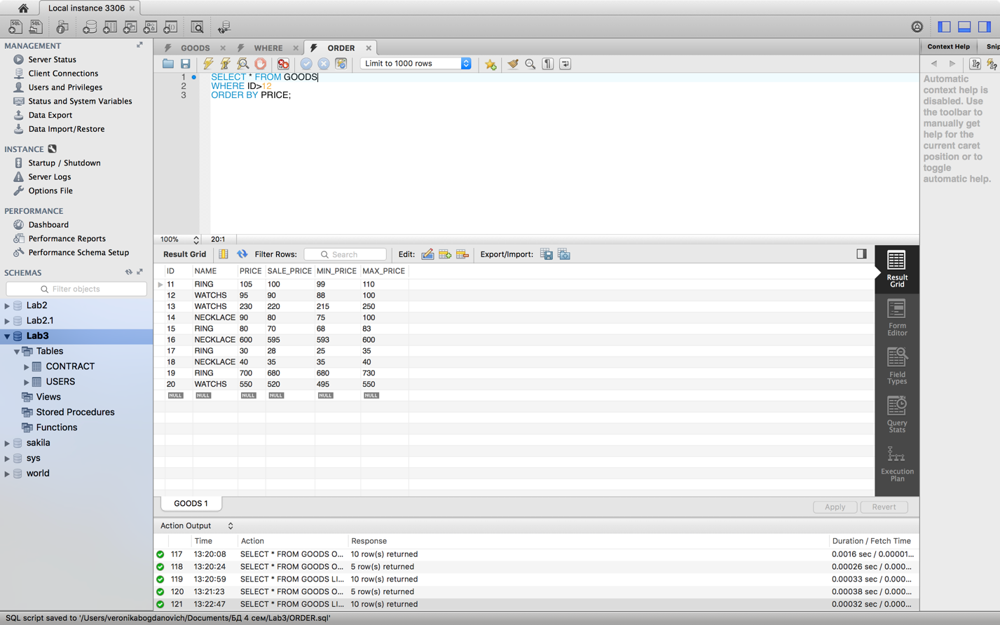 Local instance 3306
MANAGEMENT
Server Status
Client Connections
Users and Privileges
Status and System Variables
Data Export
Data Import/Restore
INSTANCE
Startup / Shutdown
Server Logs
Options File
PERFORMANCE
Dashboard
Performance Reports
Performance Schema Setup
SCHEMAS
Filter objects
Lab2
Lab2.1
Lab3
Tables
CONTRACT
USERS
Views
Stored Procedures
Functions
sakila
sys
world
GOODS WHERE ORDER
Limit to 1000 rows
1 SELECT * FROM GOODS
2 WHERE ID>12
3 ORDER BY PRICE;
100% 20:1
Result Grid Filter Rows: Search Edit: Export/Import:
ID NAME PRICE SALE_PRICE MIN_PRICE MAX_PRICE
11 RING 105 100 99 110
12 WATCHS 95 90 88 100
13 WATCHS 230 220 215 250
14 NECKLACE 90 80 75 100
15 RING 80 70 68 83
16 NECKLACE 600 595 593 600
17 RING 30 28 25 35
18 NECKLACE 40 35 35 40
19 RING 700 680 680 730
20 WATCHS 550 520 495 550
NULL NULL NULL NULL NULL NULL
Result
Grid
Form
Editor
Field
Types
Query
Stats
Execution
Plan
GOODS 1
Apply Revert
Action Output
Time Action Response Duration / Fetch Time
117 13:20:08 SELECT * FROM GOODS O... 10 row(s) returned 0.0016 sec / 0.00001...
118 13:20:24 SELECT * FROM GOODS O... 5 row(s) returned 0.00026 sec / 0.000...
119 13:20:59 SELECT * FROM GOODS LI... 10 row(s) returned 0.00033 sec / 0.000...
120 13:21:23 SELECT * FROM GOODS O... 5 row(s) returned 0.00038 sec / 0.000...
121 13:22:47 SELECT * FROM GOODS LI... 10 row(s) returned 0.00032 sec / 0.000...
Context Help Snip
Automatic
context help is
disabled. Use
the toolbar to
manually get
help for the
current caret
position or to
toggle
automatic help.
SQL script saved to '/Users/veronikabogdanovich/Documents/БД 4 сем/Lab3/ORDER.sql'